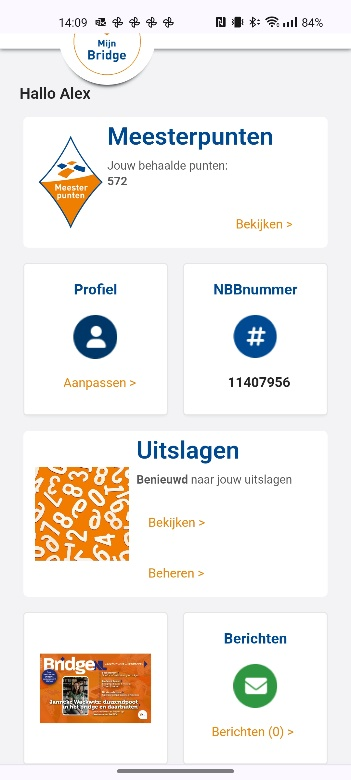 14:09
84%
Mijn
Bridge
Hallo Alex
Meesterpunten
Meester
punten
Jouw behaalde punten:
572
Bekijken >
Profiel
NBBnummer
#
Aanpassen >
11407956
Uitslagen
Benieuwd naar jouw uitslagen
Bekijken >
Beheren >
Bridge
Berichten
Berichten (0) >